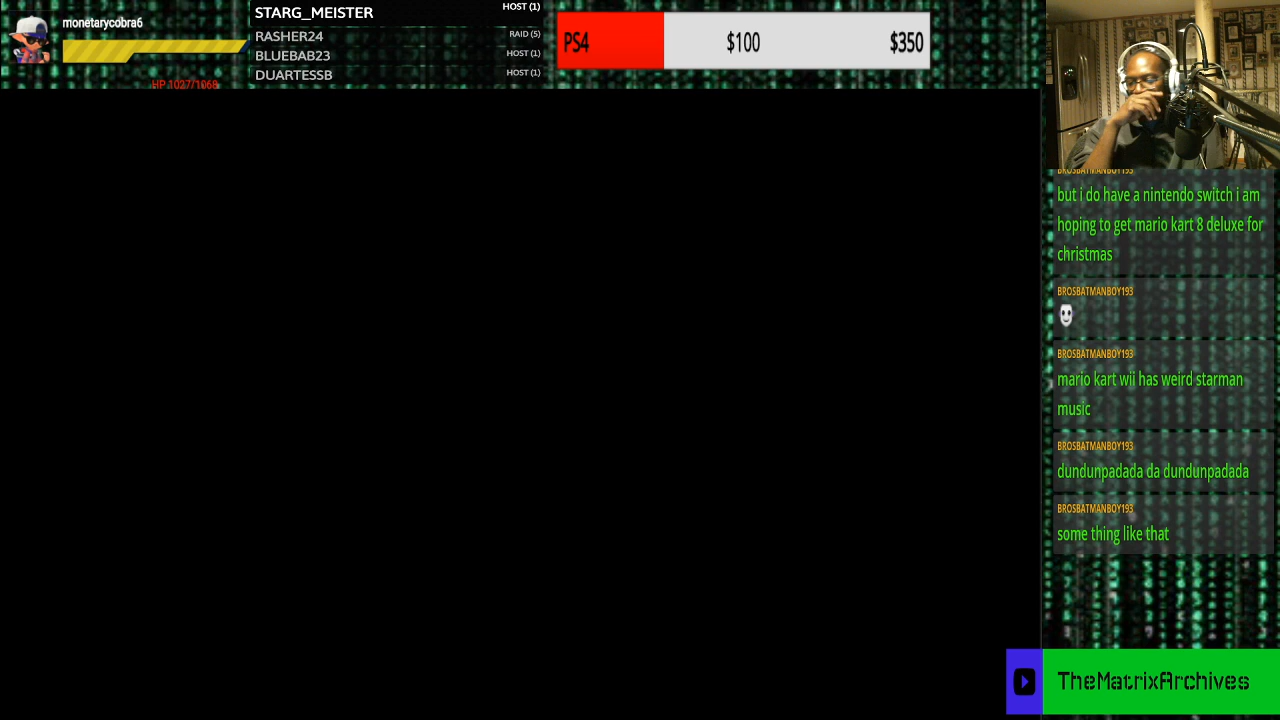 monetarycobra6
HP 1027/1068
STARG_MEISTER HOST (1)
RASHER24 RAID (5)
BLUEBAB23 HOST (1)
DUARTESSB HOST (1)
PS4 $100 $350
BROSBATMANBOY193
but i do have a nintendo switch i am
hoping to get mario kart 8 deluxe for
christmas
BROSBATMANBOY193
BROSBATMANBOY193
mario kart wii has weird starman
music
BROSBATMANBOY193
dundunpadada da dundunpadada
BROSBATMANBOY193
some thing like that
TheMatrixArchives